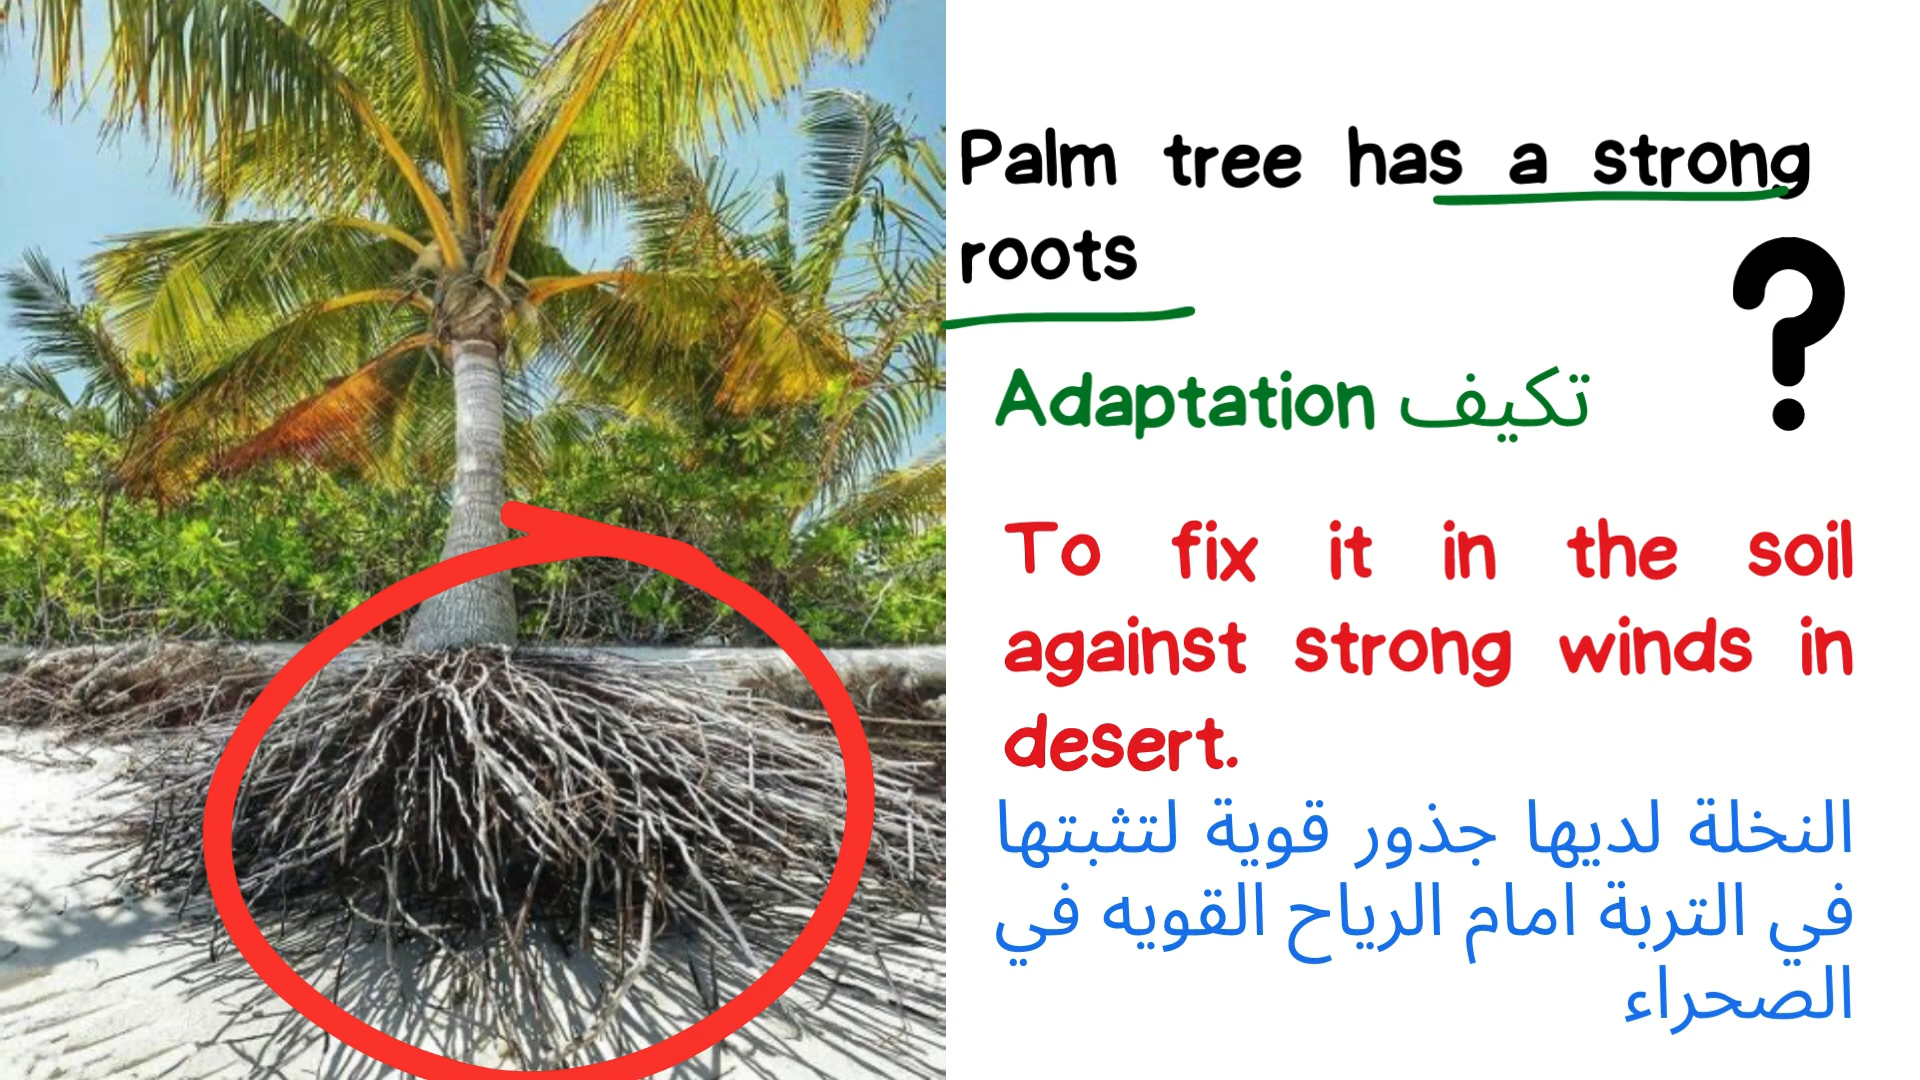 Palm tree has a strong
roots
?
Adaptation تكيف
To fix it in the soil
against strong winds in
desert.
النخلة لديها جذور قوية لتثبتها
في التربة امام الرياح القويه في
الصحراء